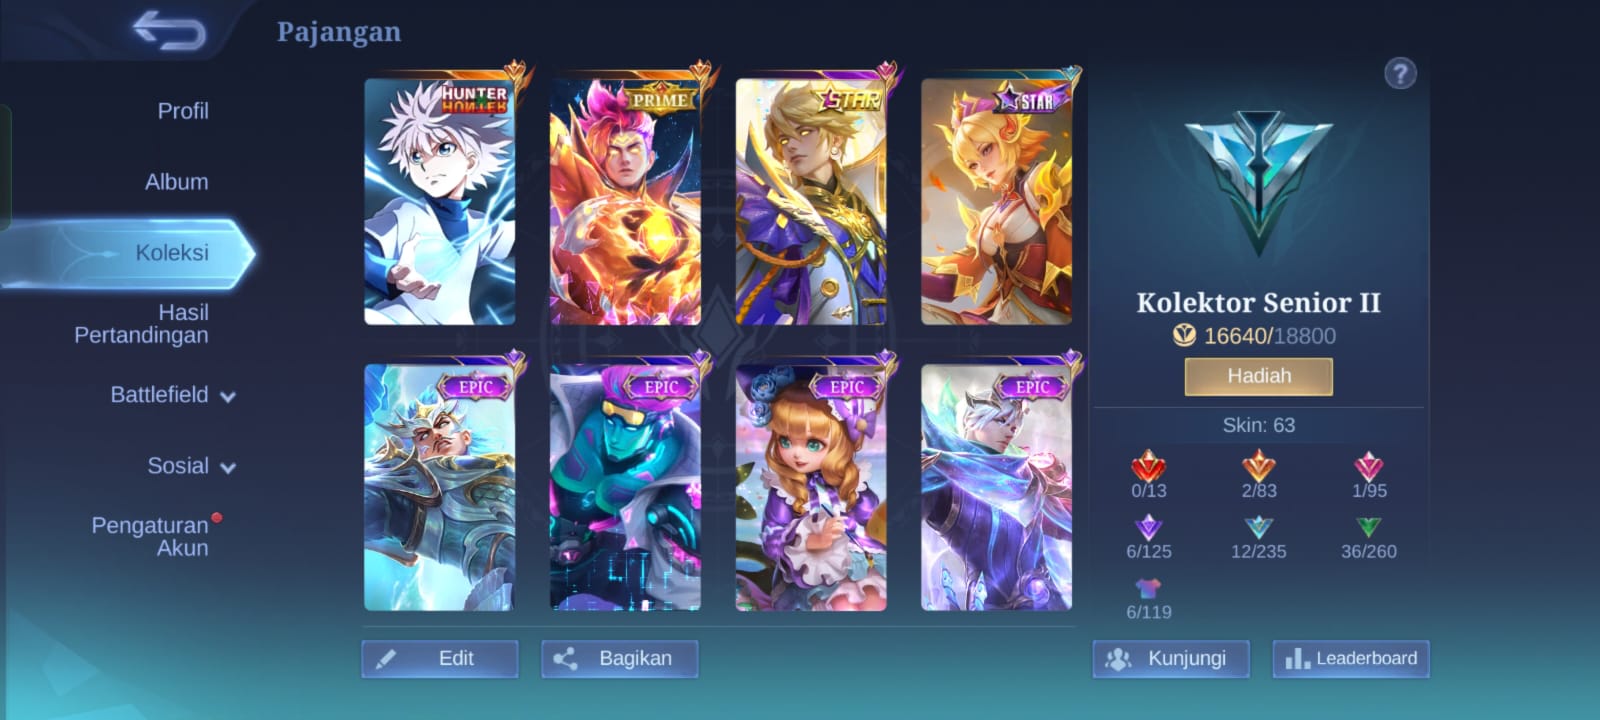 Pajangan
?
Profil
Album
Koleksi
Hasil
Pertandingan
Battlefield
Sosial
Pengaturan
Akun
HUNTER
HUNTER
PRIME
STAR
STAR
EPIC
EPIC
EPIC
EPIC
Kolektor Senior II
16640/18800
Hadiah
Skin: 63
0/13
2/83
1/95
6/125
12/235
36/260
6/119
Edit
Bagikan
Kunjungi
Leaderboard